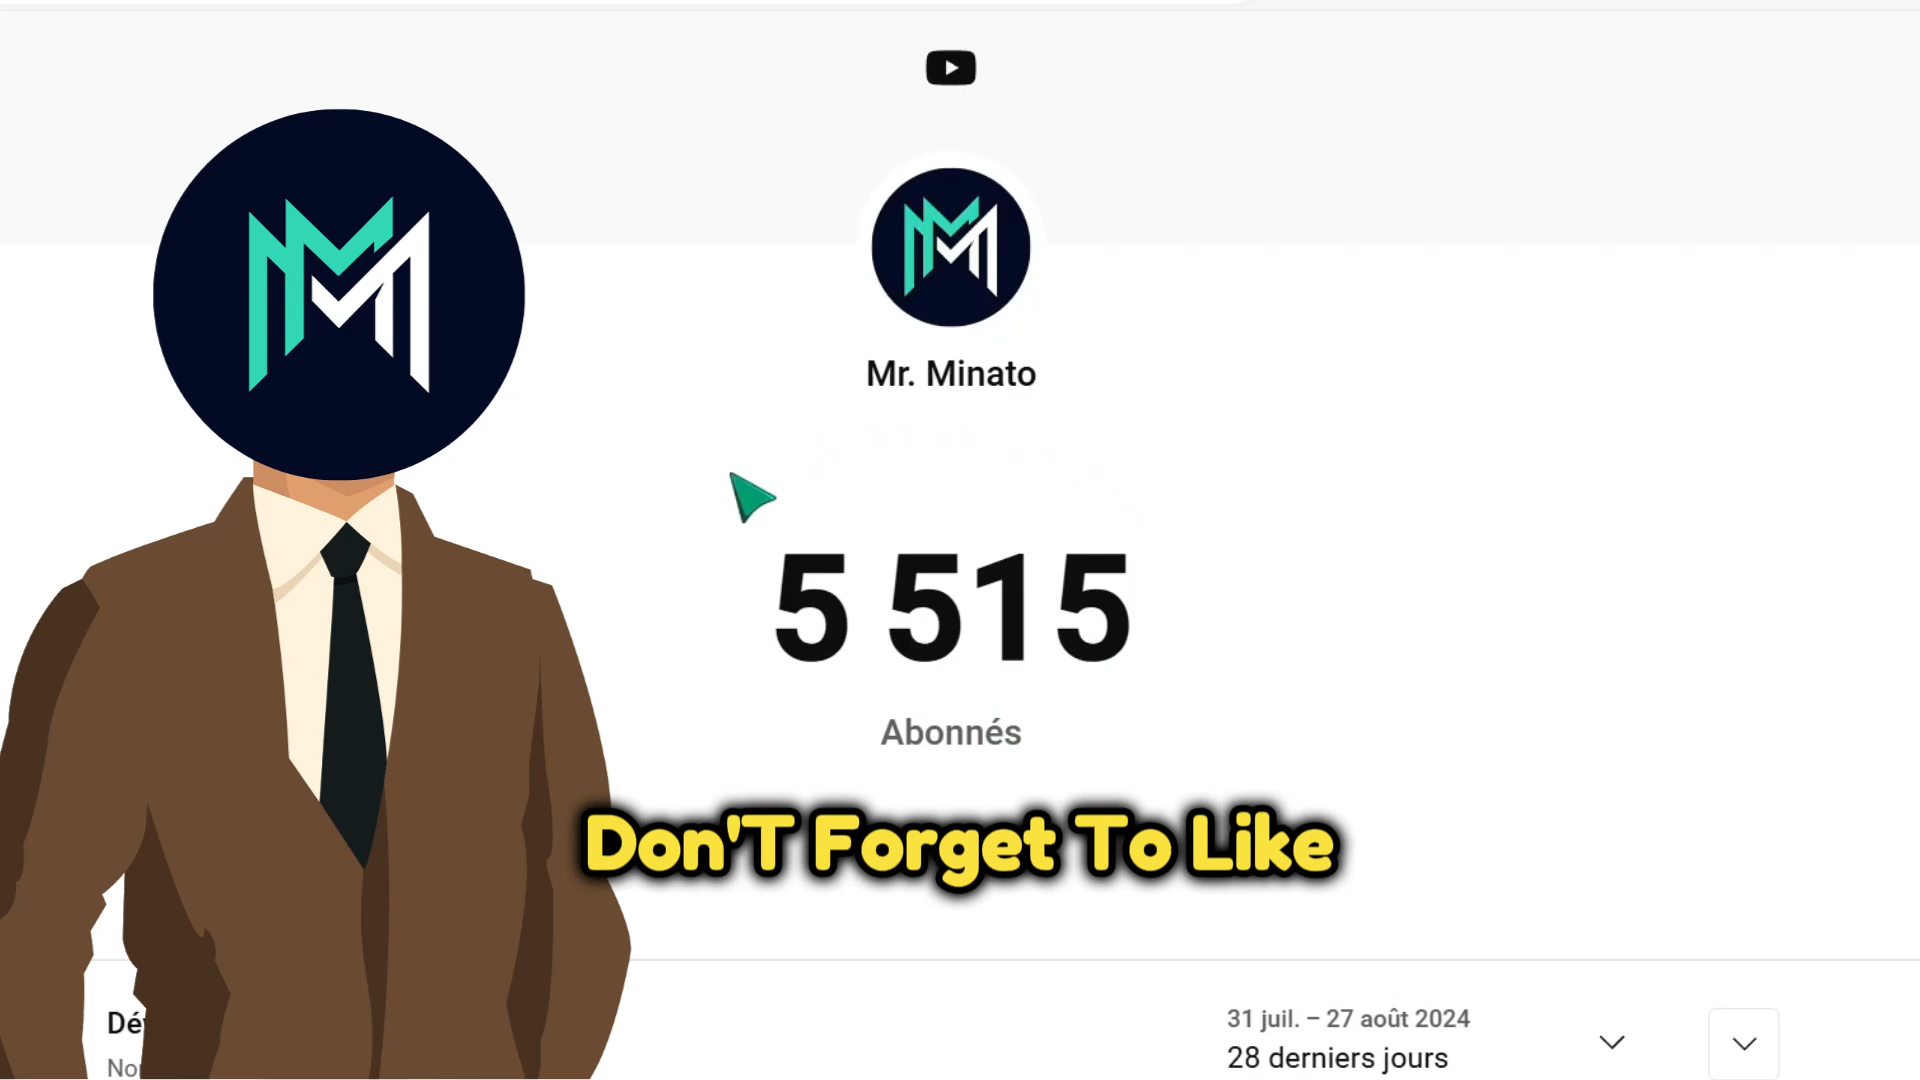 Mr. Minato
5 515
Abonnés
Don'T Forget To Like
31 juil. – 27 août 2024
28 derniers jours